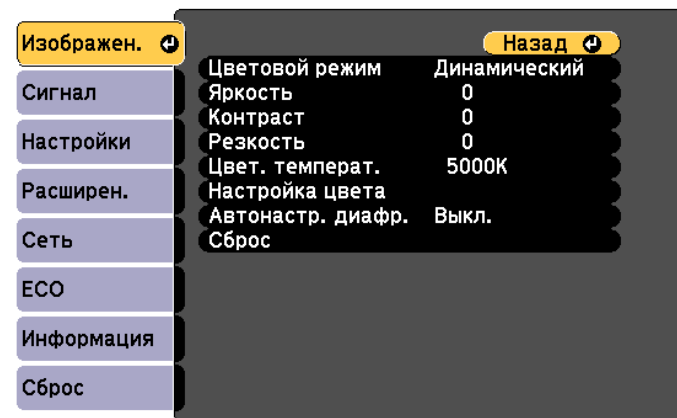 Изображен.
Сигнал
Настройки
Расширен.
Сеть
ECO
Информация
Сброс
Назад
Цветовой режим Динамический
Яркость 0
Контраст 0
Резкость 0
Цвет. температ. 5000K
Настройка цвета
Автонастр. диафр. Выкл.
Сброс